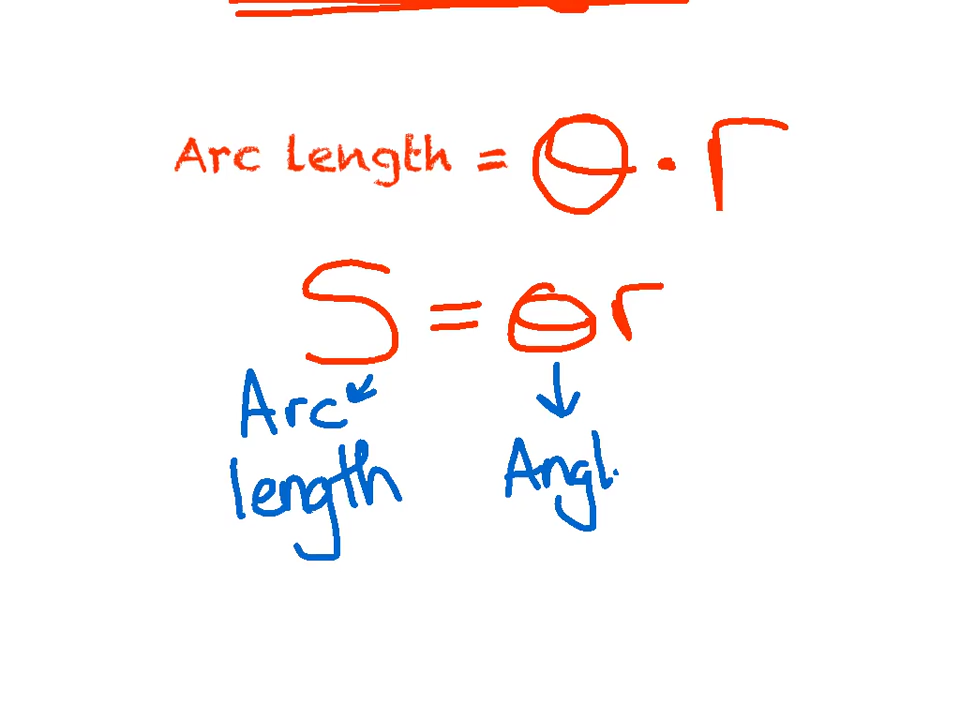 Arc length = θ · r
S = θr
Arc length
Angl